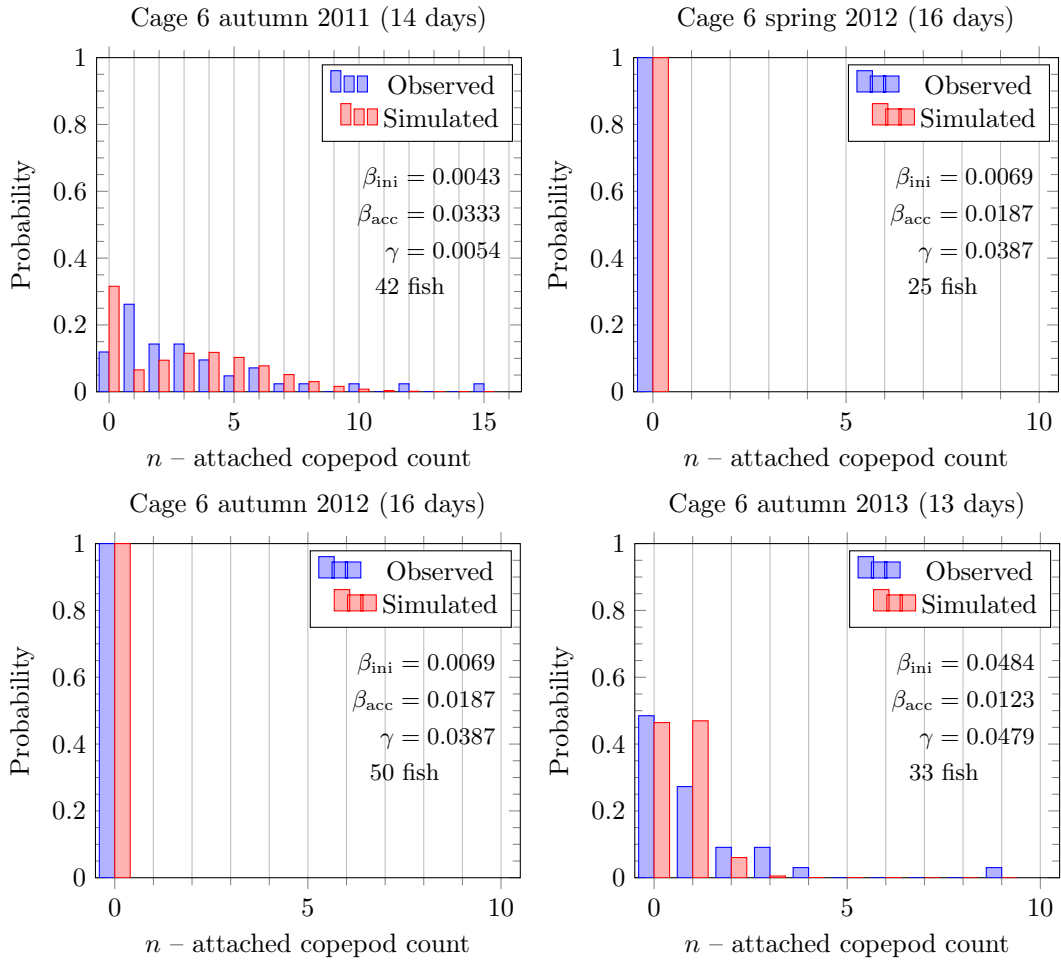 Cage 6 autumn 2011 (14 days)
1
0.8
0.6
0.4
0.2
0
Probability
Observed
Simulated
β_ini = 0.0043
β_acc = 0.0333
γ = 0.0054
42 fish
0 5 10 15
n – attached copepod count
Cage 6 spring 2012 (16 days)
1
0.8
0.6
0.4
0.2
0
Probability
Observed
Simulated
β_ini = 0.0069
β_acc = 0.0187
γ = 0.0387
25 fish
0 5 10
n – attached copepod count
Cage 6 autumn 2012 (16 days)
1
0.8
0.6
0.4
0.2
0
Probability
Observed
Simulated
β_ini = 0.0069
β_acc = 0.0187
γ = 0.0387
50 fish
0 5 10
n – attached copepod count
Cage 6 autumn 2013 (13 days)
1
0.8
0.6
0.4
0.2
0
Probability
Observed
Simulated
β_ini = 0.0484
β_acc = 0.0123
γ = 0.0479
33 fish
0 5 10
n – attached copepod count